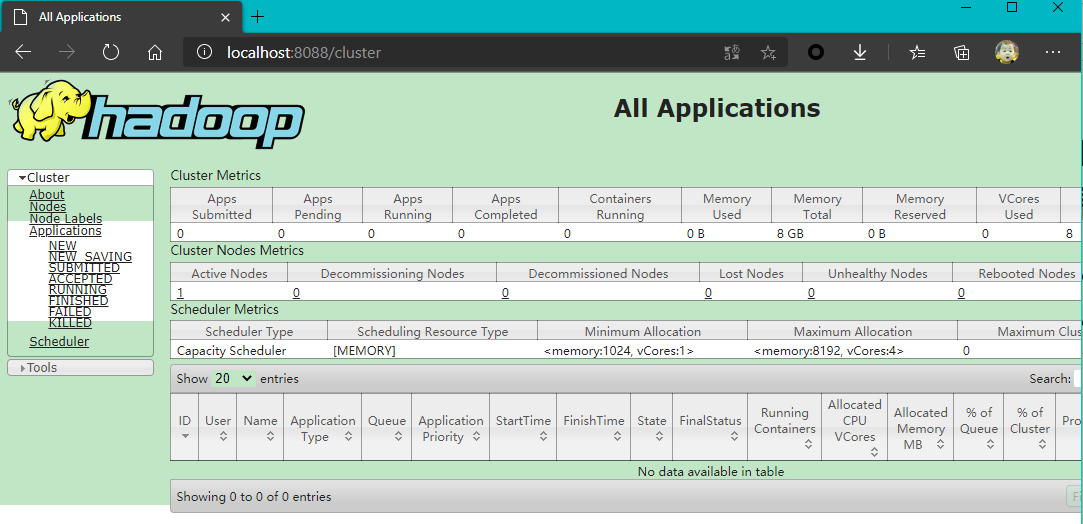 All Applications
localhost:8088/cluster
hadoop
All Applications
Cluster
About
Nodes
Node Labels
Applications
NEW
NEW_SAVING
SUBMITTED
ACCEPTED
RUNNING
FINISHED
FAILED
KILLED
Scheduler
Tools
Cluster Metrics
Apps Submitted Apps Pending Apps Running Apps Completed Containers Running Memory Used Memory Total Memory Reserved VCores Used
0 0 0 0 0 0 B 8 GB 0 B 0 8
Cluster Nodes Metrics
Active Nodes Decommissioning Nodes Decommissioned Nodes Lost Nodes Unhealthy Nodes Rebooted Nodes
1 0 0 0 0 0
Scheduler Metrics
Scheduler Type Scheduling Resource Type Minimum Allocation Maximum Allocation Maximum Clus
Capacity Scheduler [MEMORY] <memory:1024, vCores:1> <memory:8192, vCores:4> 0
Show 20 entries Search:
ID User Name Application Type Queue Application Priority StartTime FinishTime State FinalStatus Running Containers Allocated CPU VCores Allocated Memory MB % of Queue % of Cluster Pro
No data available in table
Showing 0 to 0 of 0 entries Fi